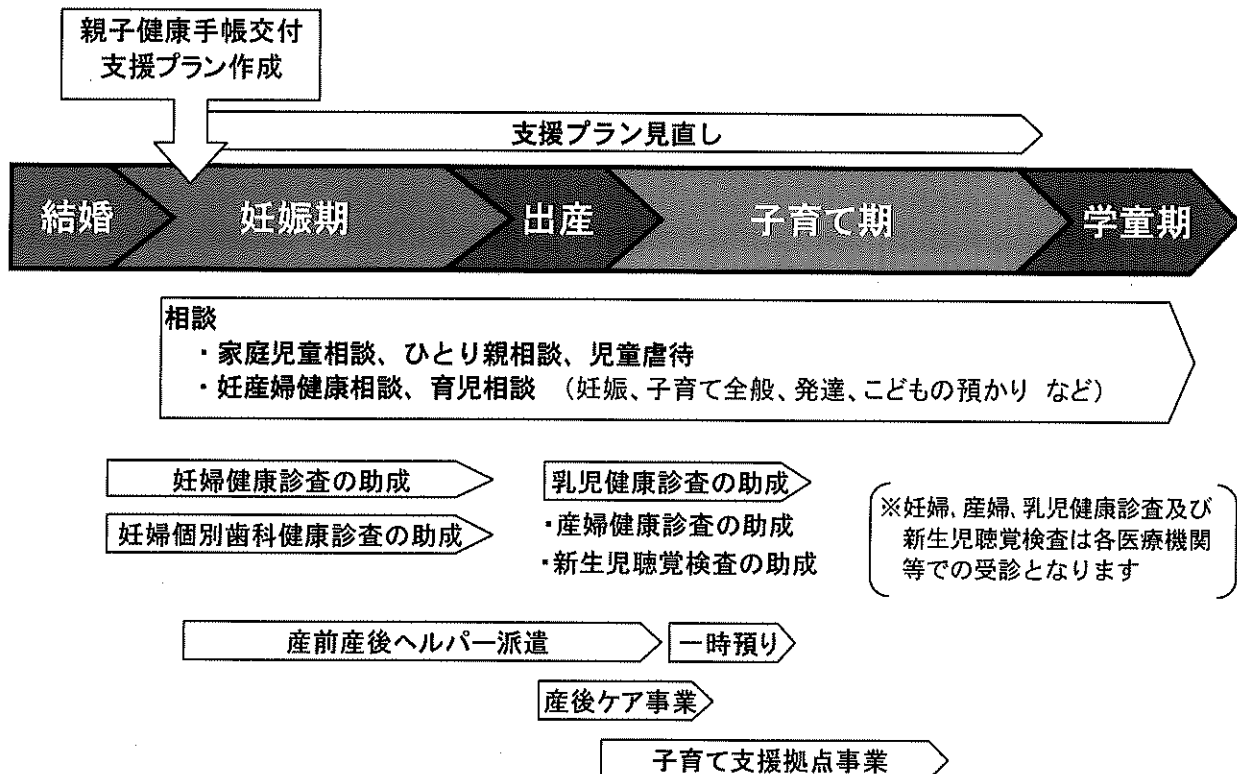 親子健康手帳交付
支援プラン作成
支援プラン見直し
結婚
妊娠期
出産
子育て期
学童期
相談
・家庭児童相談、ひとり親相談、児童虐待
・妊産婦健康相談、育児相談 (妊娠、子育て全般、発達、こどもの預かり など)
妊婦健康診査の助成
乳児健康診査の助成
妊婦個別歯科健康診査の助成
・産婦健康診査の助成
・新生児聴覚検査の助成
※妊婦、産婦、乳児健康診査及び
新生児聴覚検査は各医療機関
等での受診となります
産前産後ヘルパー派遣
一時預り
産後ケア事業
子育て支援拠点事業